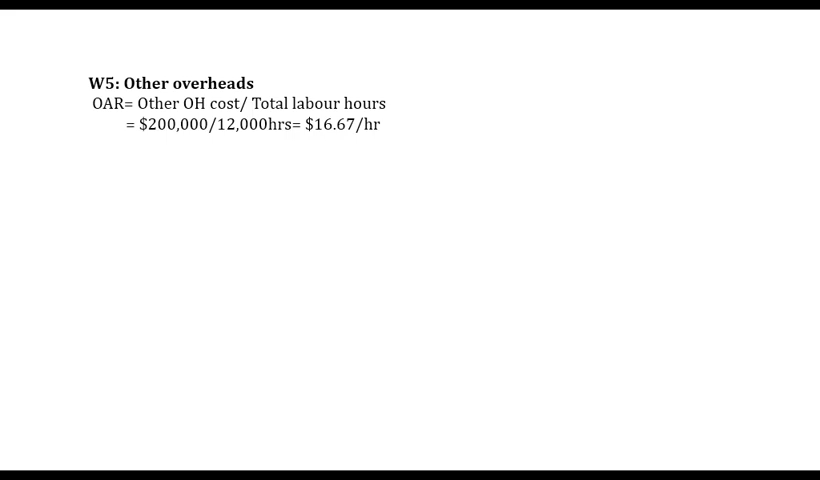 W5: Other overheads
OAR= Other OH cost/ Total labour hours
= $200,000/12,000hrs= $16.67/hr